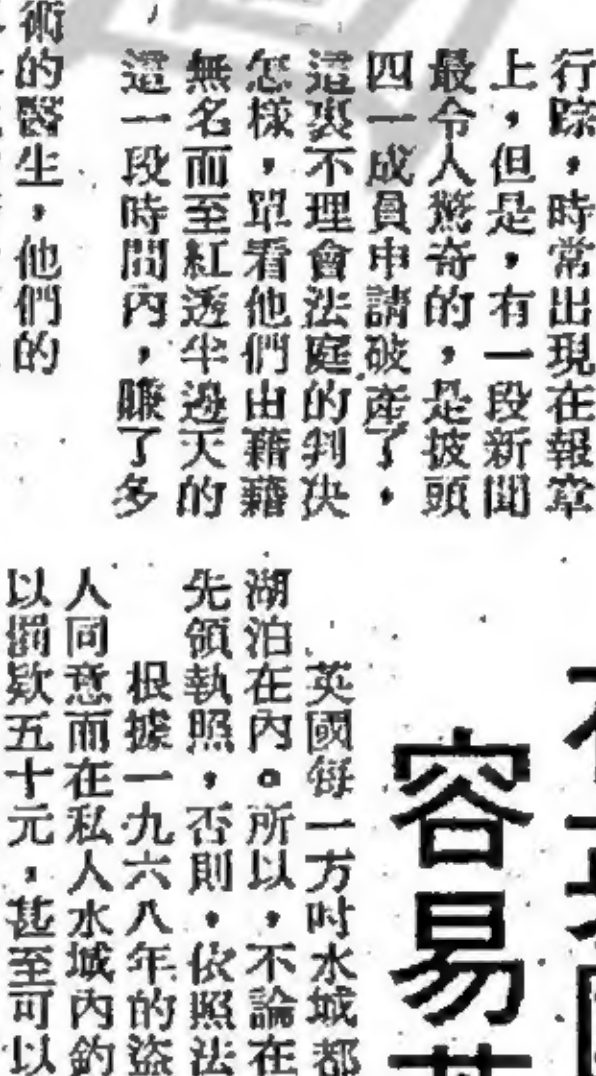 行踪,時常出現在報章
上,但是,有一段新聞
最令人驚奇的,是披頭
四一成員申請破產了,
這裏不理會法庭的判决
怎樣,單看他們由藉藉
無名而至紅透半邊天的
這一段時間內,賺了多
術的醫生,他們的
容易
英國每一方吋水域都
湖泊在內。所以,不論在
先領執照,否則,依照法
根據一九六八年的盜
人同意而在私人水域內釣
以罰欵五十元,甚至可以